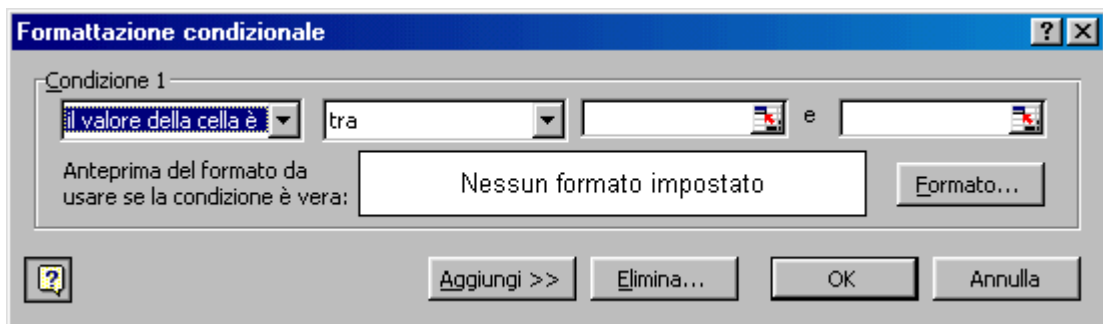 Formattazione condizionale
Condizione 1
il valore della cella è tra e
Anteprima del formato da
usare se la condizione è vera:
Nessun formato impostato
Formato...
Aggiungi >> Elimina... OK Annulla